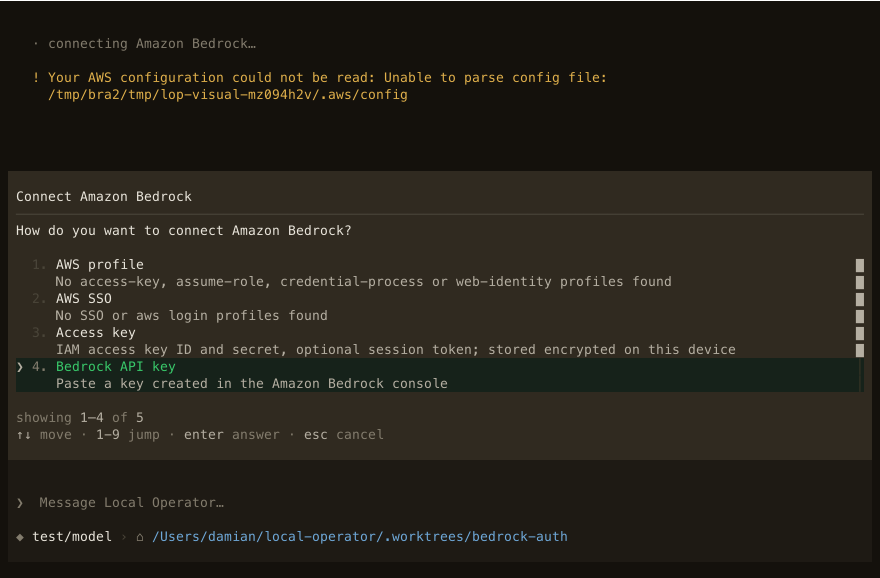 · connecting Amazon Bedrock…
! Your AWS configuration could not be read: Unable to parse config file:
/tmp/bra2/tmp/lop-visual-mz094h2v/.aws/config
Connect Amazon Bedrock
How do you want to connect Amazon Bedrock?
1. AWS profile
No access-key, assume-role, credential-process or web-identity profiles found
2. AWS SSO
No SSO or aws login profiles found
3. Access key
IAM access key ID and secret, optional session token; stored encrypted on this device
❯ 4. Bedrock API key
Paste a key created in the Amazon Bedrock console
showing 1–4 of 5
↑↓ move · 1–9 jump · enter answer · esc cancel
❯ Message Local Operator…
◆ test/model › ⌂ /Users/damian/local-operator/.worktrees/bedrock-auth